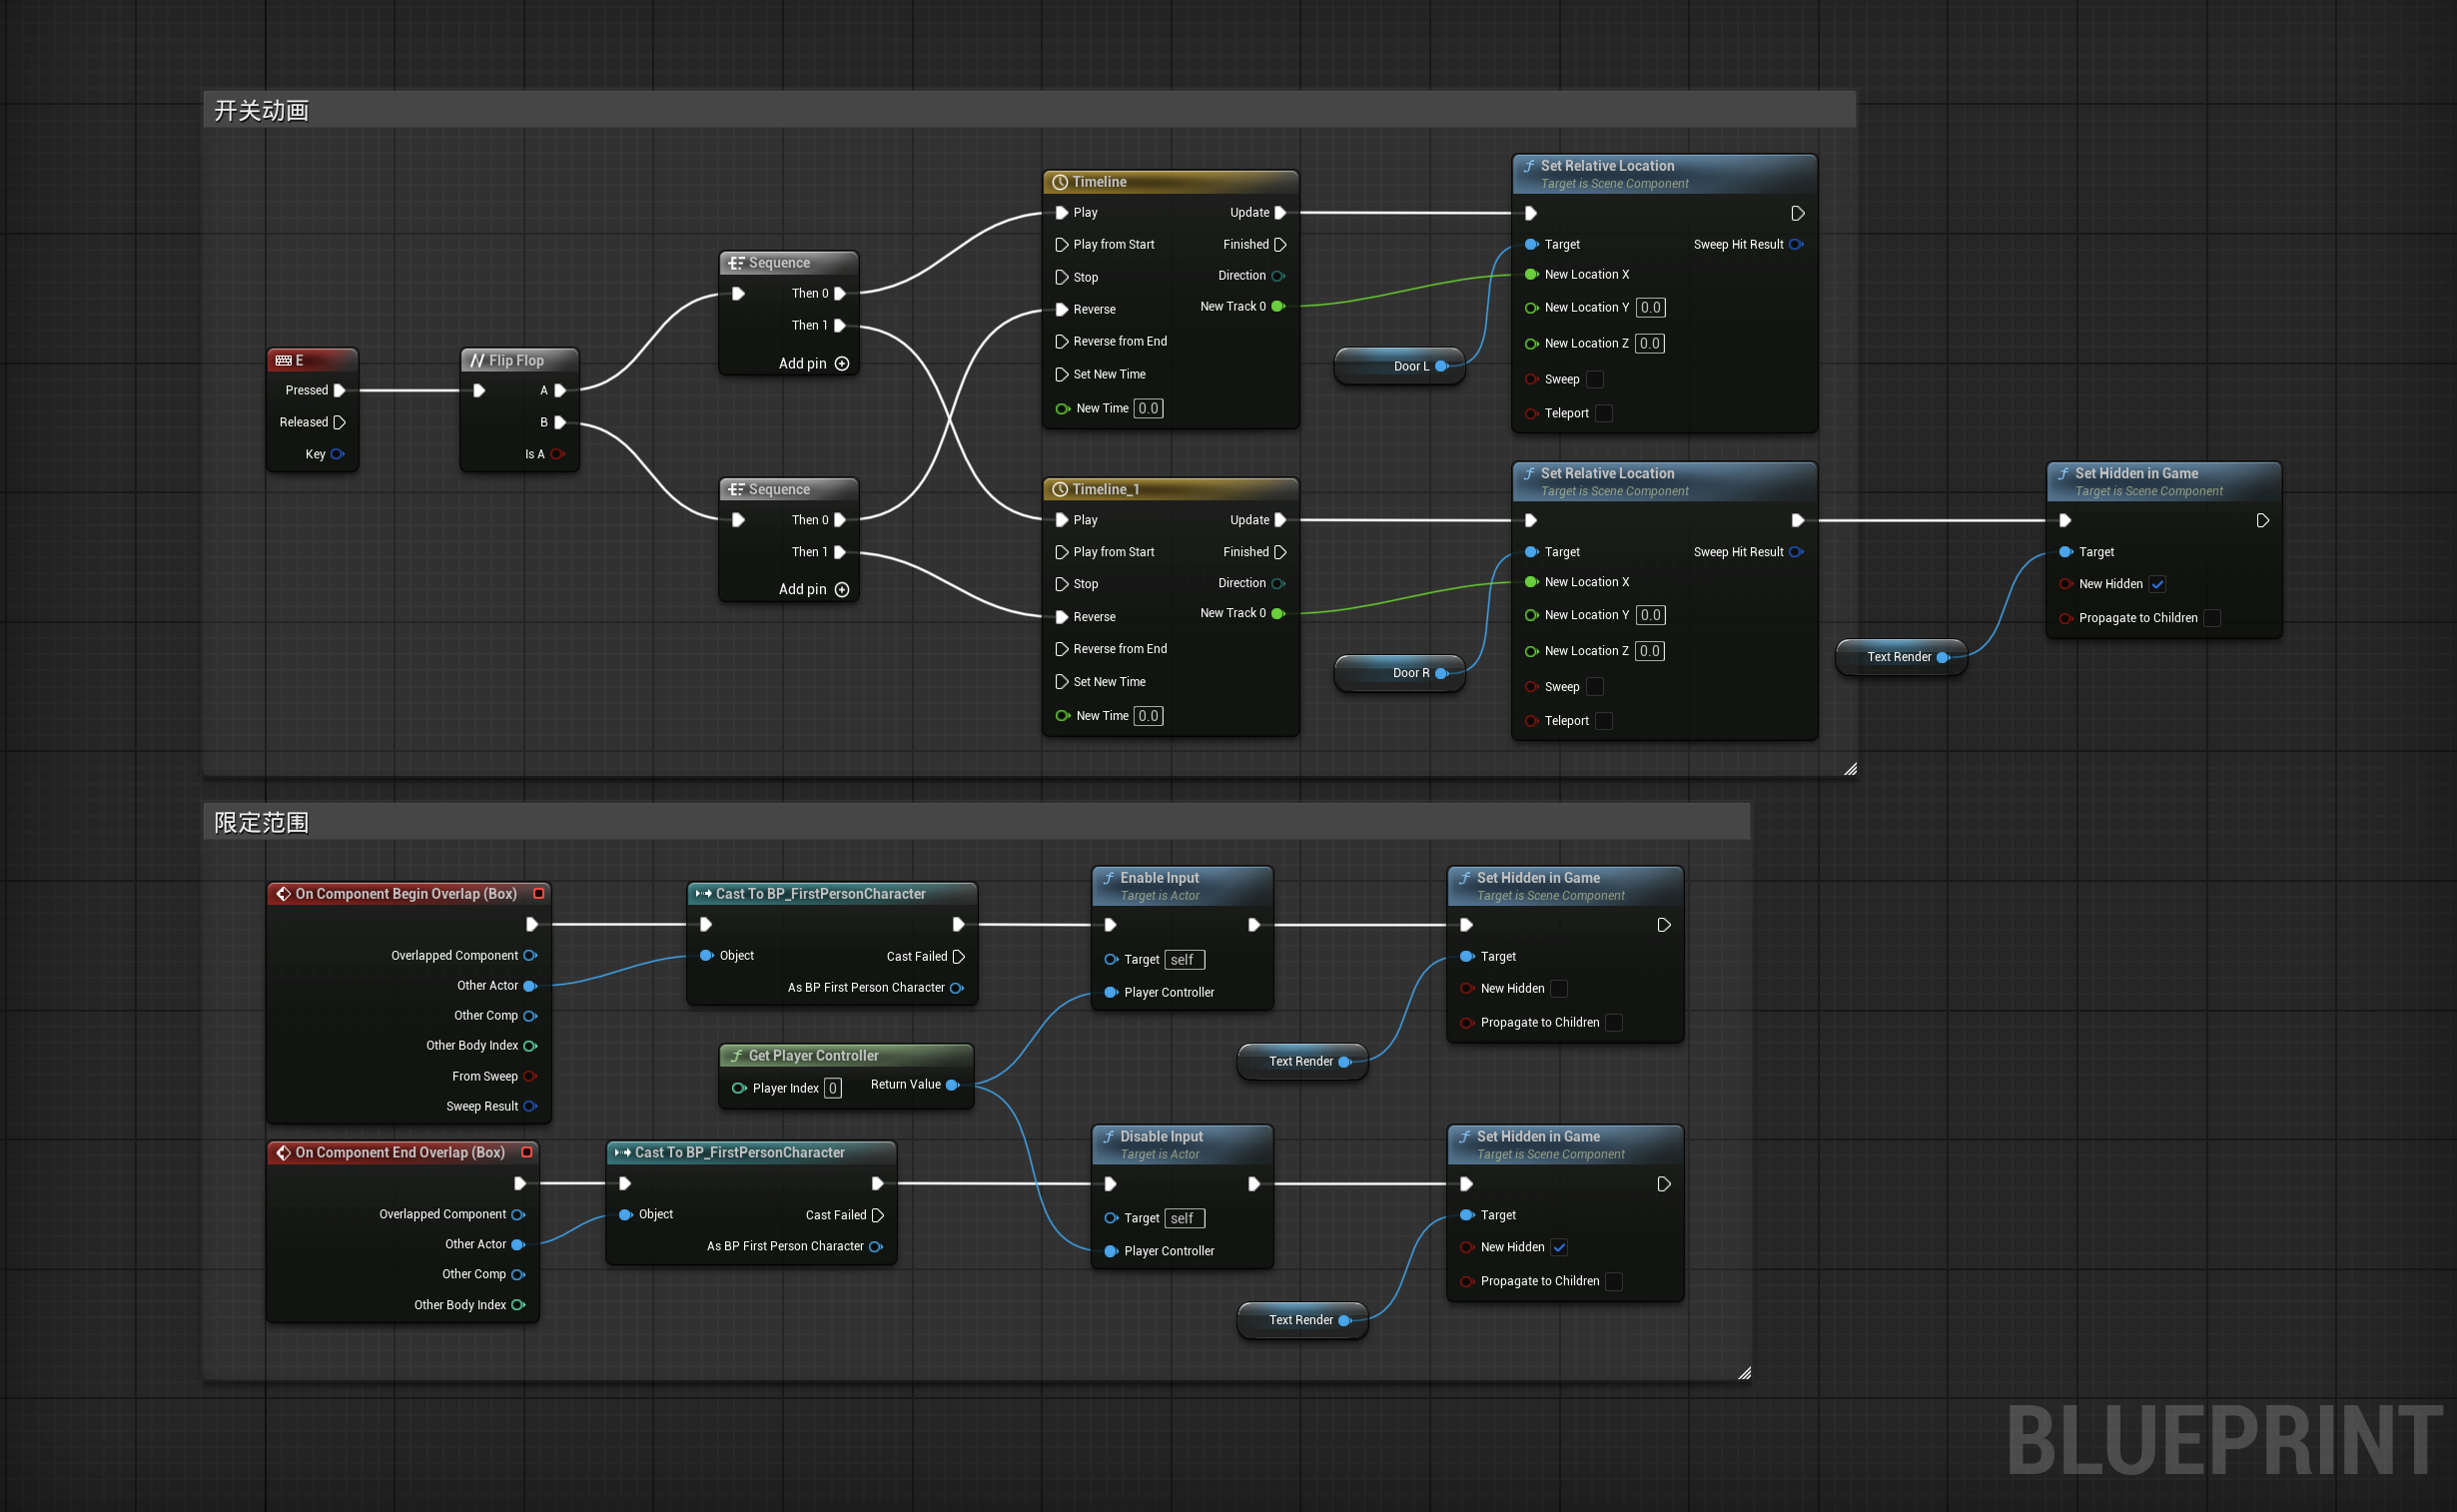 开关动画
E
Pressed
Released
Key
Flip Flop
A
B
Is A
Sequence
Then 0
Then 1
Add pin
Sequence
Then 0
Then 1
Add pin
Timeline
Play
Update
Play from Start
Finished
Stop
Direction
Reverse
New Track 0
Reverse from End
Set New Time
New Time 0.0
Timeline_1
Play
Update
Play from Start
Finished
Stop
Direction
Reverse
New Track 0
Reverse from End
Set New Time
New Time 0.0
Door L
Door R
Set Relative Location
Target is Scene Component
Target
Sweep Hit Result
New Location X
New Location Y 0.0
New Location Z 0.0
Sweep
Teleport
Set Relative Location
Target is Scene Component
Target
Sweep Hit Result
New Location X
New Location Y 0.0
New Location Z 0.0
Sweep
Teleport
Text Render
Set Hidden in Game
Target is Scene Component
Target
New Hidden
Propagate to Children
限定范围
On Component Begin Overlap (Box)
Overlapped Component
Other Actor
Other Comp
Other Body Index
From Sweep
Sweep Result
Cast To BP_FirstPersonCharacter
Object
Cast Failed
As BP First Person Character
Get Player Controller
Player Index 0
Return Value
Enable Input
Target is Actor
Target self
Player Controller
Text Render
Set Hidden in Game
Target is Scene Component
Target
New Hidden
Propagate to Children
On Component End Overlap (Box)
Overlapped Component
Other Actor
Other Comp
Other Body Index
Cast To BP_FirstPersonCharacter
Object
Cast Failed
As BP First Person Character
Disable Input
Target is Actor
Target self
Player Controller
Text Render
Set Hidden in Game
Target is Scene Component
Target
New Hidden
Propagate to Children
BLUEPRINT